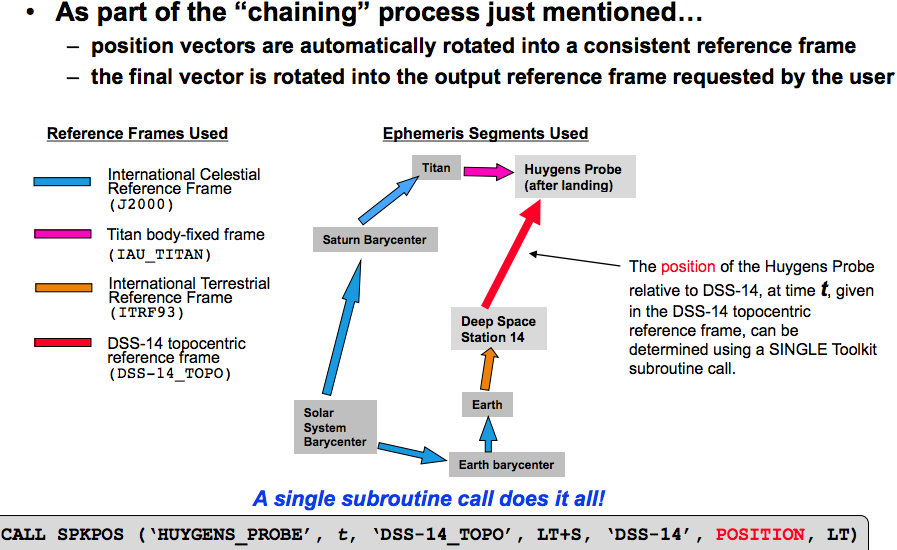 • As part of the “chaining” process just mentioned…
– position vectors are automatically rotated into a consistent reference frame
– the final vector is rotated into the output reference frame requested by the user
Reference Frames Used
International Celestial
Reference Frame
(J2000)
Titan body-fixed frame
(IAU_TITAN)
International Terrestrial
Reference Frame
(ITRF93)
DSS-14 topocentric
reference frame
(DSS-14_TOPO)
Ephemeris Segments Used
Titan
Huygens Probe
(after landing)
Saturn Barycenter
Deep Space
Station 14
Earth
Solar
System
Barycenter
Earth barycenter
The position of the Huygens Probe
relative to DSS-14, at time t, given
in the DSS-14 topocentric
reference frame, can be
determined using a SINGLE Toolkit
subroutine call.
A single subroutine call does it all!
CALL SPKPOS (‘HUYGENS_PROBE’, t, ‘DSS-14_TOPO’, LT+S, ‘DSS-14’, POSITION, LT)